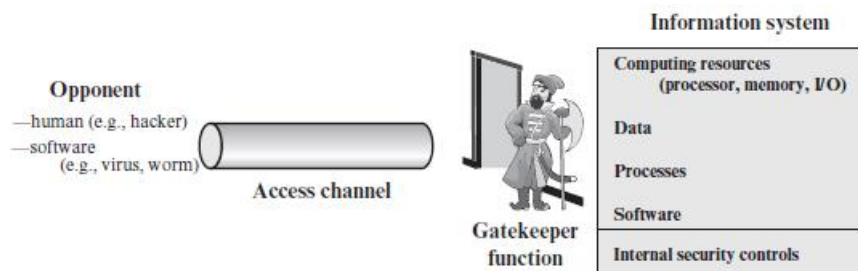 Information system
Computing resources
(processor, memory, I/O)
Data
Processes
Software
Internal security controls
Opponent
—human (e.g., hacker)
—software
(e.g., virus, worm)
Access channel
Gatekeeper
function